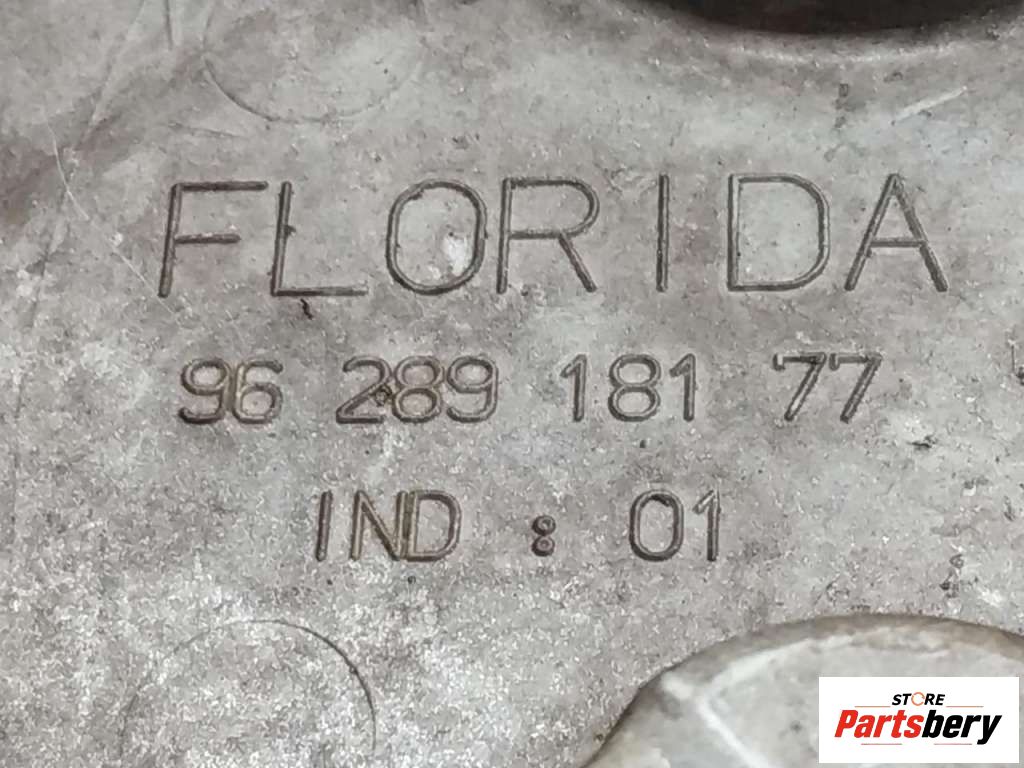 FLORIDA
96 289 181 77
IND : 01
STORE
Partsbery